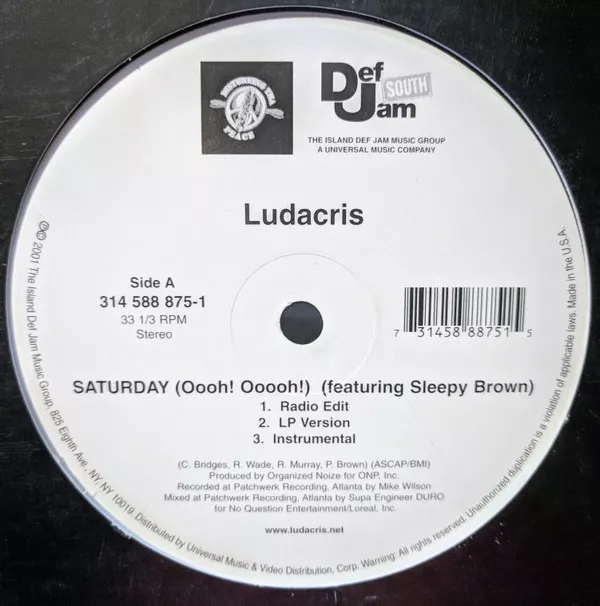 DISTURBING THA
PEACE
Def
SOUTH
Jam
THE ISLAND DEF JAM MUSIC GROUP
A UNIVERSAL MUSIC COMPANY
Ludacris
Side A
314 588 875-1
33 1/3 RPM
Stereo
7 31458 88751 5
SATURDAY (Oooh! Ooooh!) (featuring Sleepy Brown)
1. Radio Edit
2. LP Version
3. Instrumental
(C. Bridges, R. Wade, R. Murray, P. Brown) (ASCAP/BMI)
Produced by Organized Noize for ONP, Inc.
Recorded at Patchwerk Recording, Atlanta by Mike Wilson
Mixed at Patchwerk Recording, Atlanta by Supa Engineer DURO
for No Question Entertainment/Loreal, Inc.
www.ludacris.net
℗© 2001 The Island Def Jam Music Group, 825 Eighth Ave., NY, NY 10019. Distributed by Universal Music & Video Distribution, Corp. Warning: All rights reserved. Unauthorized duplication is a violation of applicable laws. Made in the U.S.A.